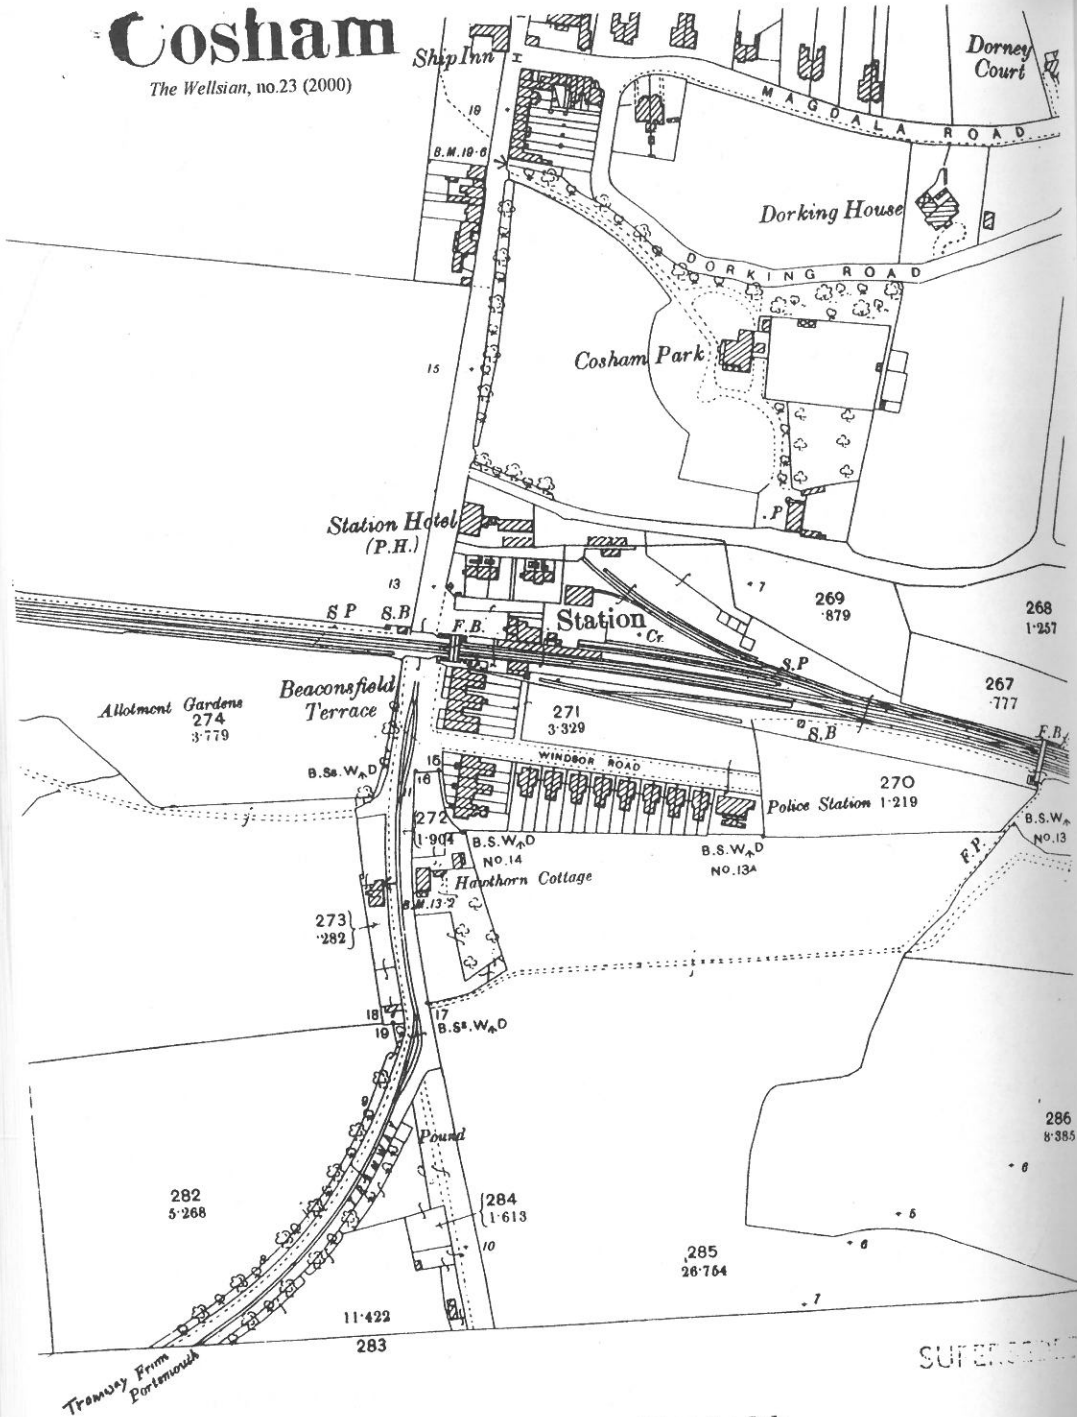 Cosham
The Wellsian, no.23 (2000)
Ship Inn
H
Dorney
Court
MAGDALA ROAD
19
B.M.19·6
Dorking House
DORKING ROAD
Cosham Park
15
Station Hotel
(P.H.)
.P
13
7
269
·879
268
1·257
S.P
S.B
F.B.
Station
Cr.
S.P
267
·777
Beaconsfield
Terrace
Allotment Gardens
274
3·779
271
3·329
S.B
F.B.
WINDSOR ROAD
15
16
B.Ss.W↑D
270
1·219
Police Station
272
1·904
B.S.W↑D
NO.14
B.S.W↑D
NO.13A
B.S.W↑
NO.13
F.P.
Hawthorn Cottage
B.M.13·2
273
·282
18
19
17
B.Ss.W↑D
9
Pound
TRAMWAY
286
8·385
6
282
5·268
284
1·613
5
6
8
10
285
26·754
7
11·422
283
Tramway From
Portsmouth